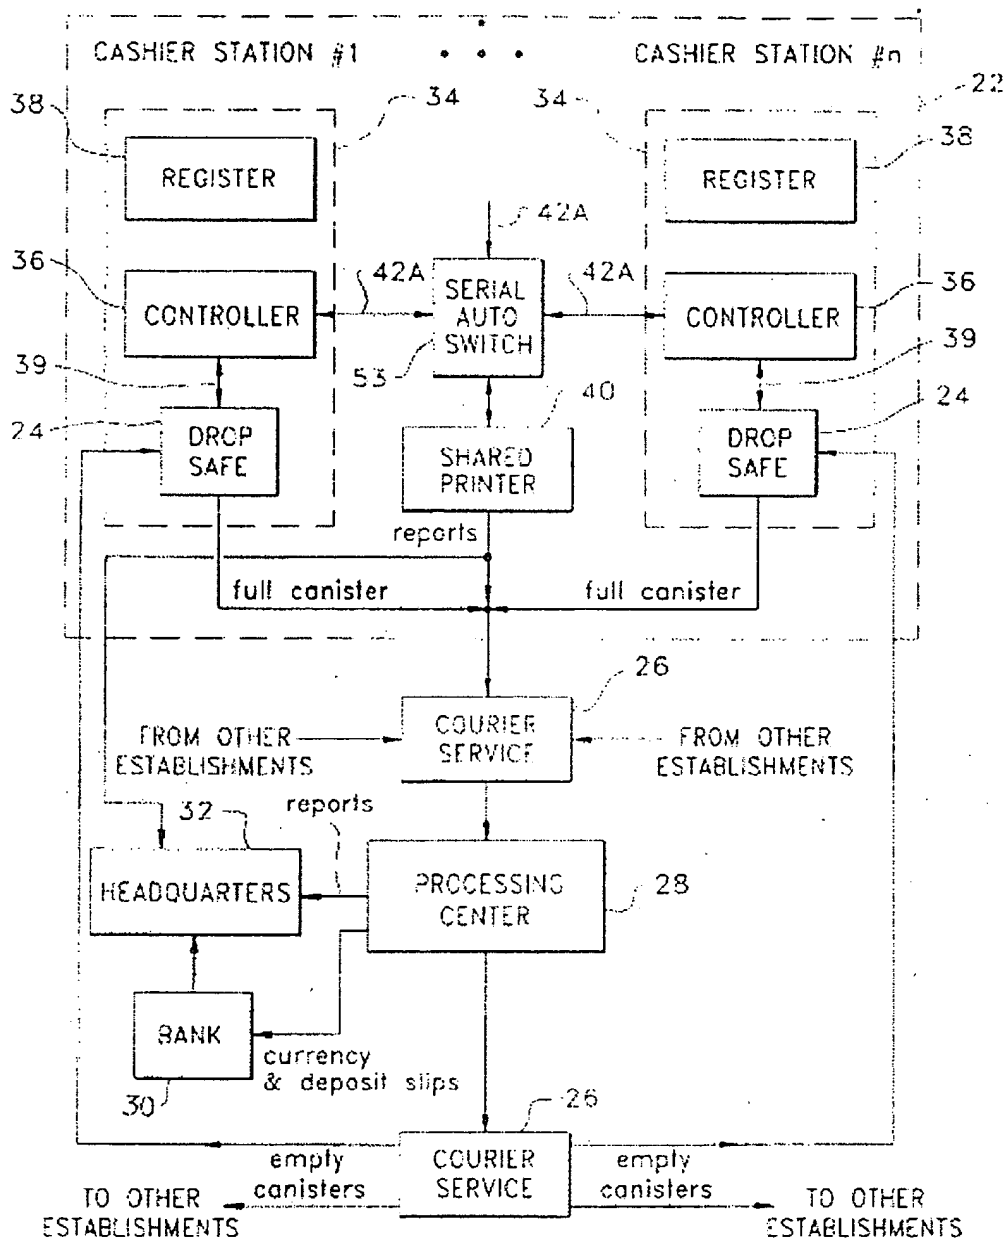 CASHIER STATION #1
CASHIER STATION #n
22
38
34
34
38
REGISTER
REGISTER
42A
36
42A
42A
36
CONTROLLER
SERIAL
AUTO
SWITCH
CONTROLLER
39
53
39
40
24
24
DROP
SAFE
SHARED
PRINTER
DROP
SAFE
reports
full canister
full canister
26
COURIER
SERVICE
FROM OTHER
ESTABLISHMENTS
FROM OTHER
ESTABLISHMENTS
reports
32
HEADQUARTERS
PROCESSING
CENTER
28
BANK
currency
& deposit slips
30
26
COURIER
SERVICE
empty
canisters
empty
canisters
TO OTHER
ESTABLISHMENTS
TO OTHER
ESTABLISHMENTS